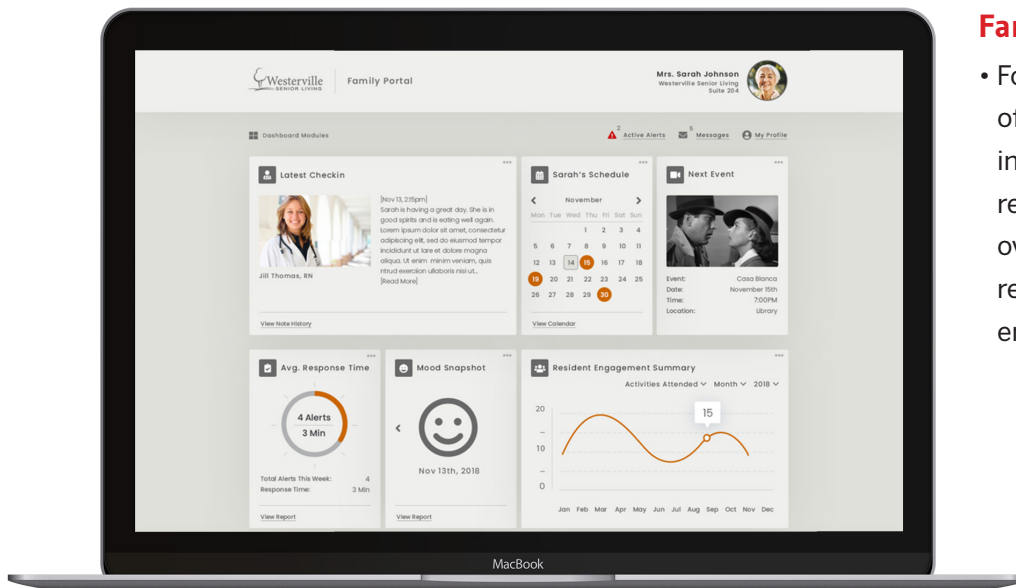 Westerville
SENIOR LIVING
Family Portal
Mrs. Sarah Johnson
Westerville Senior Living
Suite 204
Dashboard Modules
2
Active Alerts
5
Messages
My Profile
Latest Checkin
[Nov 13, 2:15pm]
Sarah is having a great day. She is in
good spirits and is eating well again.
Lorem ipsum dolor sit amet, consectetur
adipiscing elit, sed do eiusmod tempor
incididunt ut lare et dolore magna
aliqua. Ut enim minim veniam, quis
ntrud exerciion ullaboris nisi ut...
[Read More]
Jill Thomas, RN
View Note History
Sarah's Schedule
November
Mon Tue Wed Thu Fri Sat Sun
1 2 3 4
5 6 7 8 9 10 11
12 13 14 15 16 17 18
19 20 21 22 23 24 25
26 27 28 29 30
View Calendar
Next Event
Event: Casa Blanca
Date: November 15th
Time: 7:00PM
Location: Library
Avg. Response Time
4 Alerts
3 Min
Total Alerts This Week: 4
Response Time: 3 Min
View Report
Mood Snapshot
Nov 13th, 2018
View Report
Resident Engagement Summary
Activities Attended Month 2018
20
15
10
0
Jan Feb Mar Apr May Jun Jul Aug Sep Oct Nov Dec
MacBook